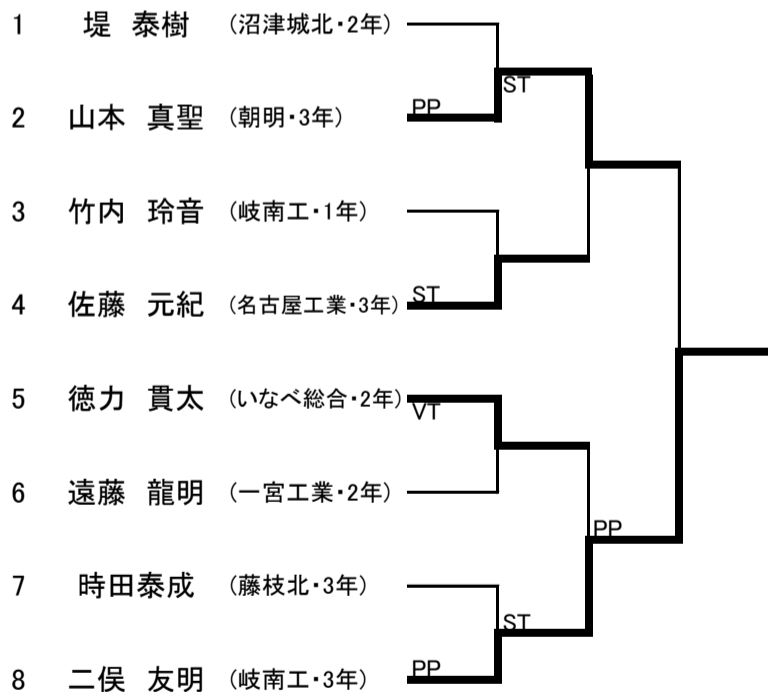 1 堤 泰樹 （沼津城北・2年）
ST
2 山本 真聖 （朝明・3年） PP
3 竹内 玲音 （岐南工・1年）
4 佐藤 元紀 （名古屋工業・3年） ST
5 徳力 貫太 （いなべ総合・2年） VT
6 遠藤 龍明 （一宮工業・2年）
PP
7 時田泰成 （藤枝北・3年）
ST
8 二俣 友明 （岐南工・3年） PP